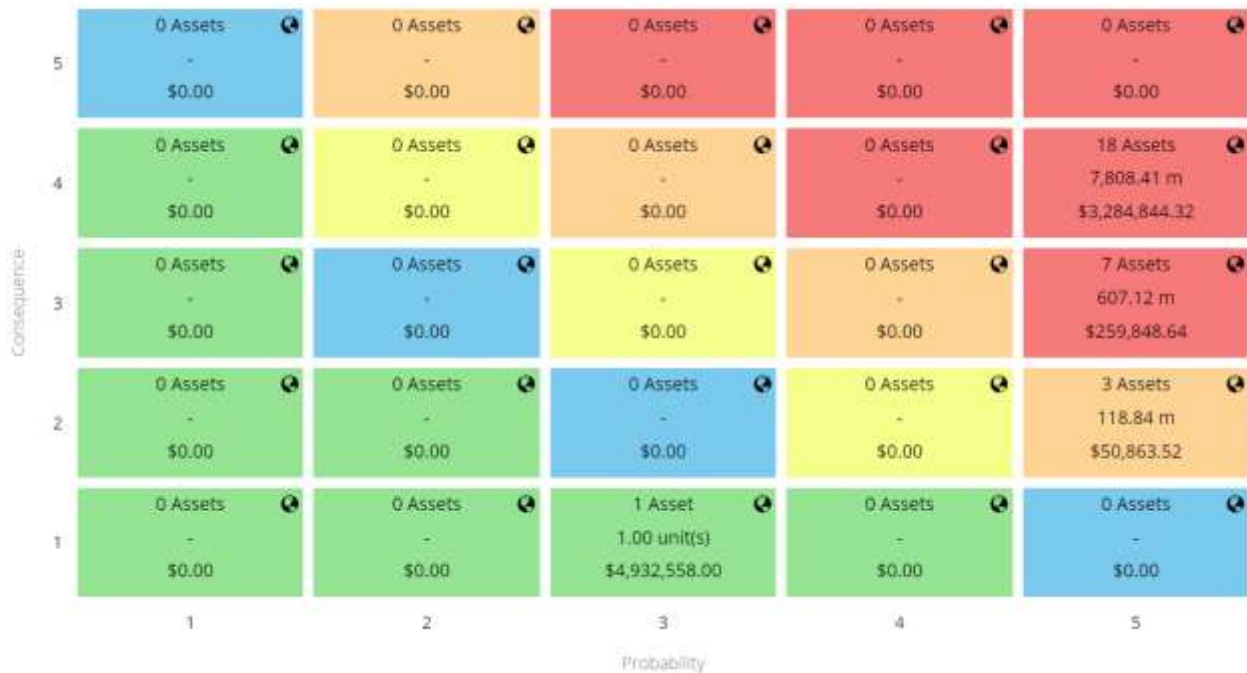 0 Assets 0 Assets 0 Assets 0 Assets 0 Assets
5 - - - - -
$0.00 $0.00 $0.00 $0.00 $0.00
0 Assets 0 Assets 0 Assets 0 Assets 18 Assets
4 - - - - 7,808.41 m
$0.00 $0.00 $0.00 $0.00 $3,284,844.32
Consequence
0 Assets 0 Assets 0 Assets 0 Assets 7 Assets
3 - - - - 607.12 m
$0.00 $0.00 $0.00 $0.00 $259,848.64
0 Assets 0 Assets 0 Assets 0 Assets 3 Assets
2 - - - - 118.84 m
$0.00 $0.00 $0.00 $0.00 $50,863.52
0 Assets 0 Assets 1 Asset 0 Assets 0 Assets
1 - - 1.00 unit(s) - -
$0.00 $0.00 $4,932,558.00 $0.00 $0.00
1 2 3 4 5
Probability